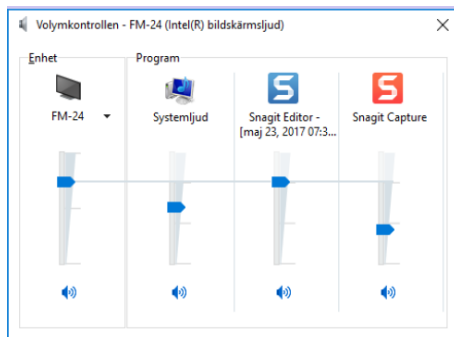 Volymkontrollen - FM-24 (Intel(R) bildskärmsljud)
Enhet
Program
FM-24
Systemljud
Snagit Editor -
[maj 23, 2017 07:3...
Snagit Capture